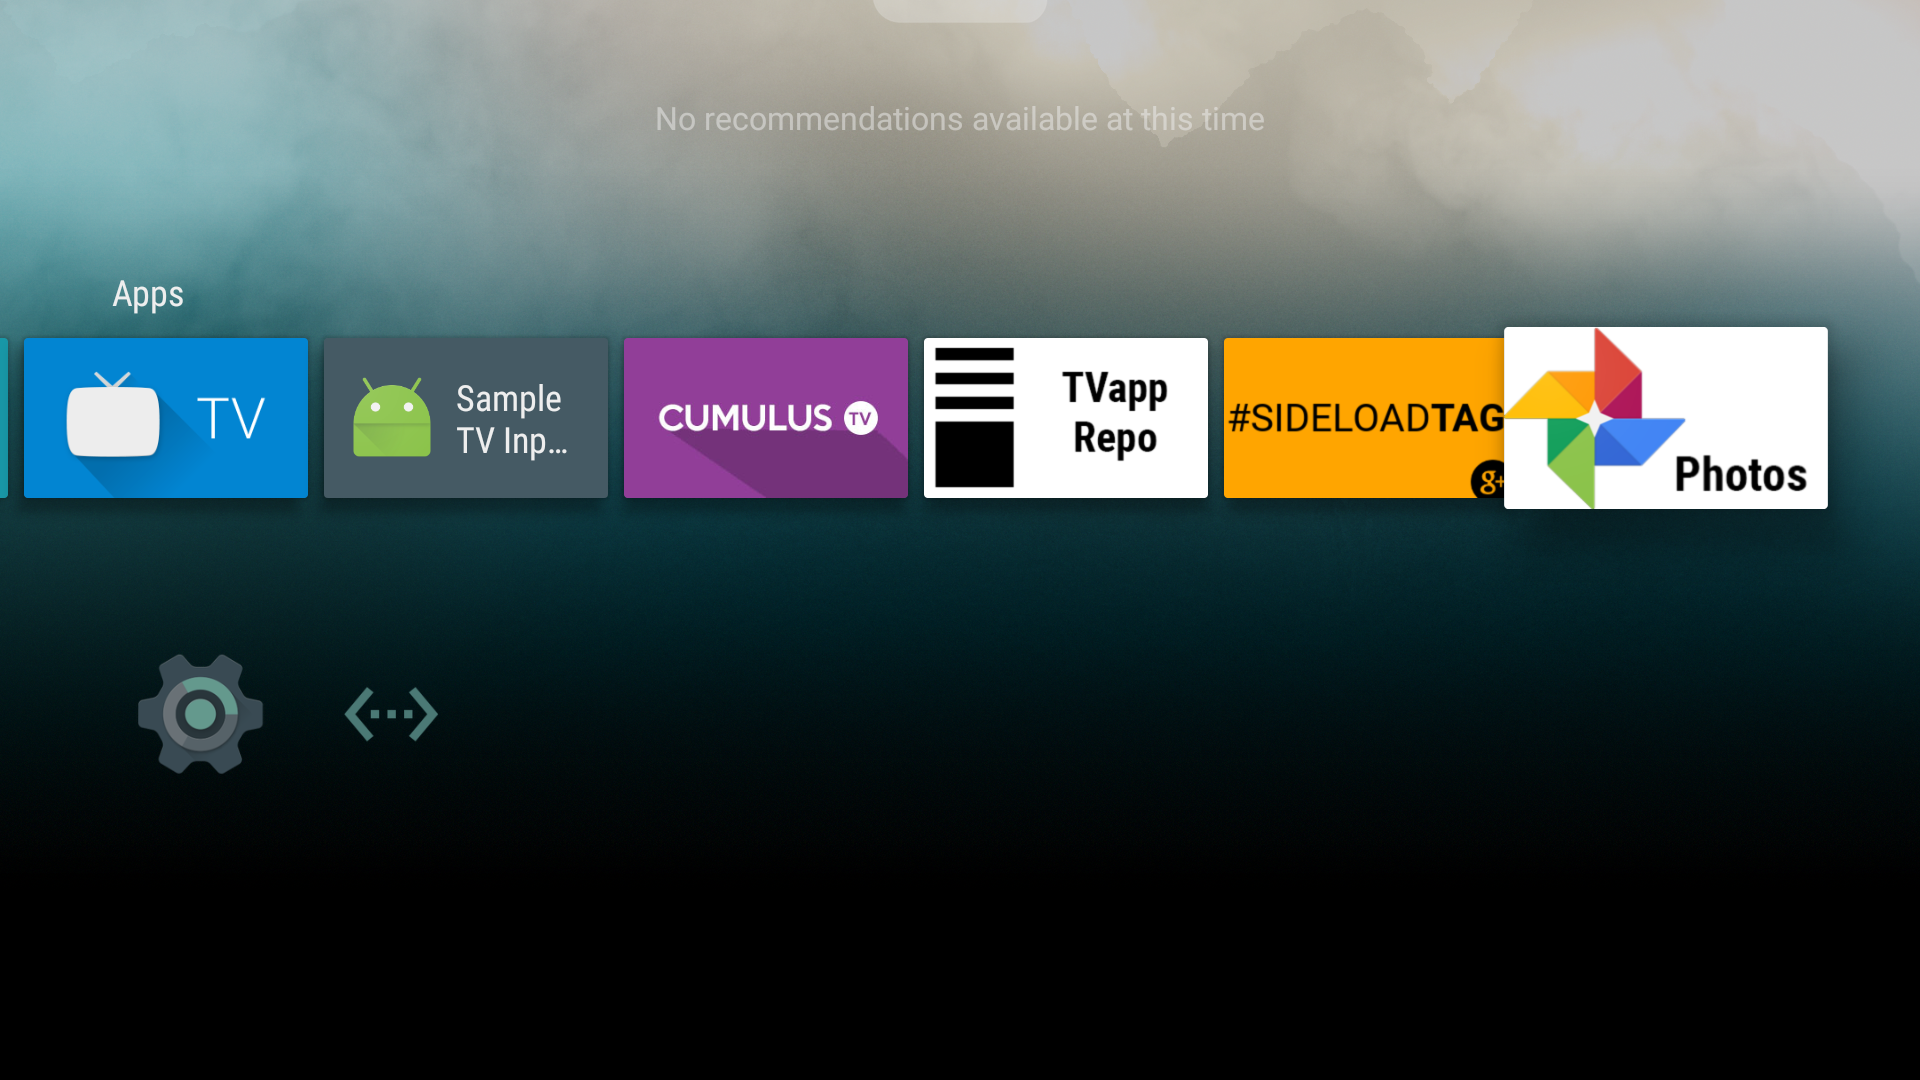 No recommendations available at this time
Apps
TV
Sample
TV Inp...
CUMULUS TV
TVapp
Repo
#SIDELOADTAG
g+
Photos